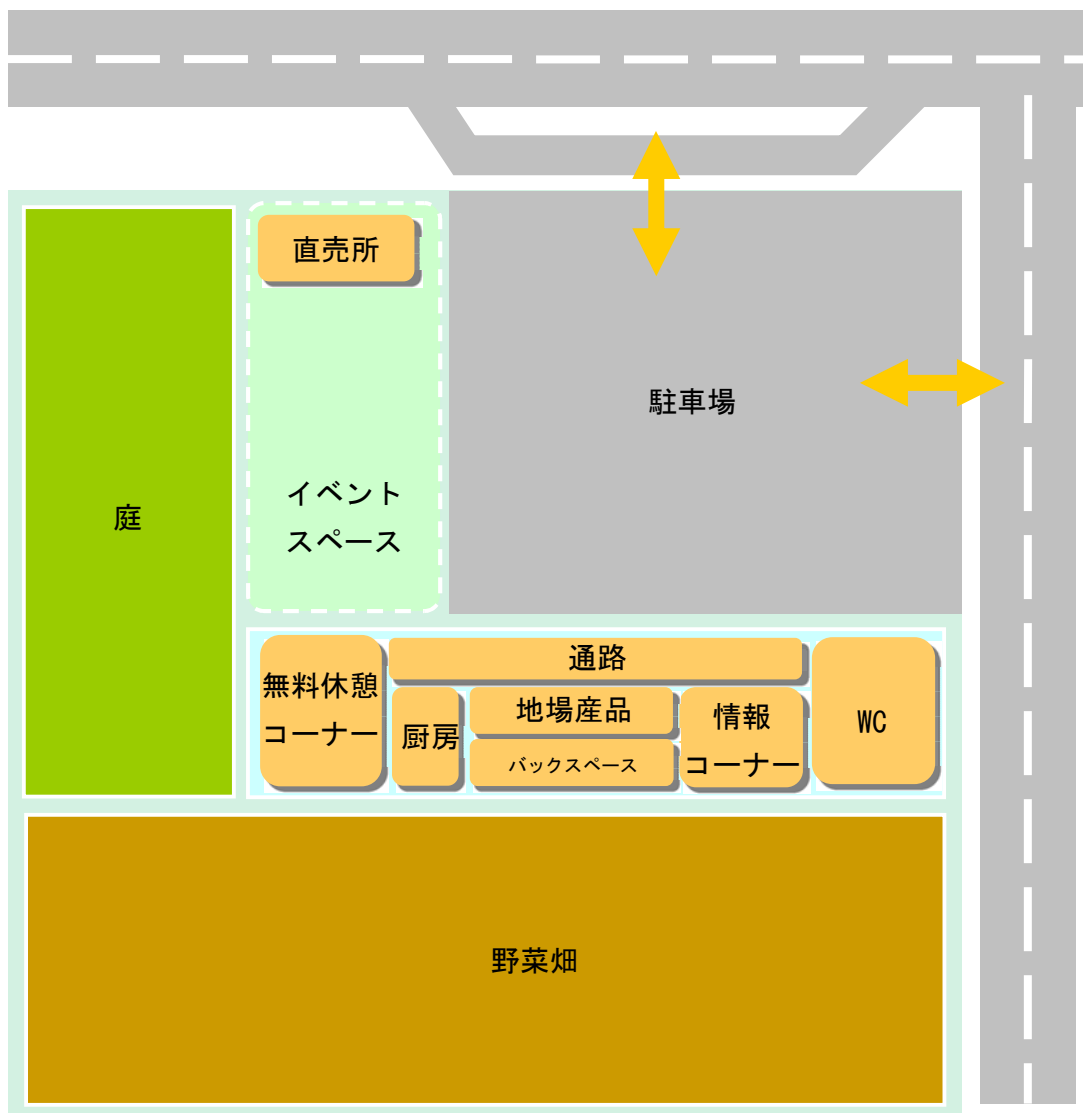 直売所
駐車場
イベント
スペース
庭
通路
無料休憩
コーナー
厨房
地場産品
バックスペース
情報
コーナー
WC
野菜畑